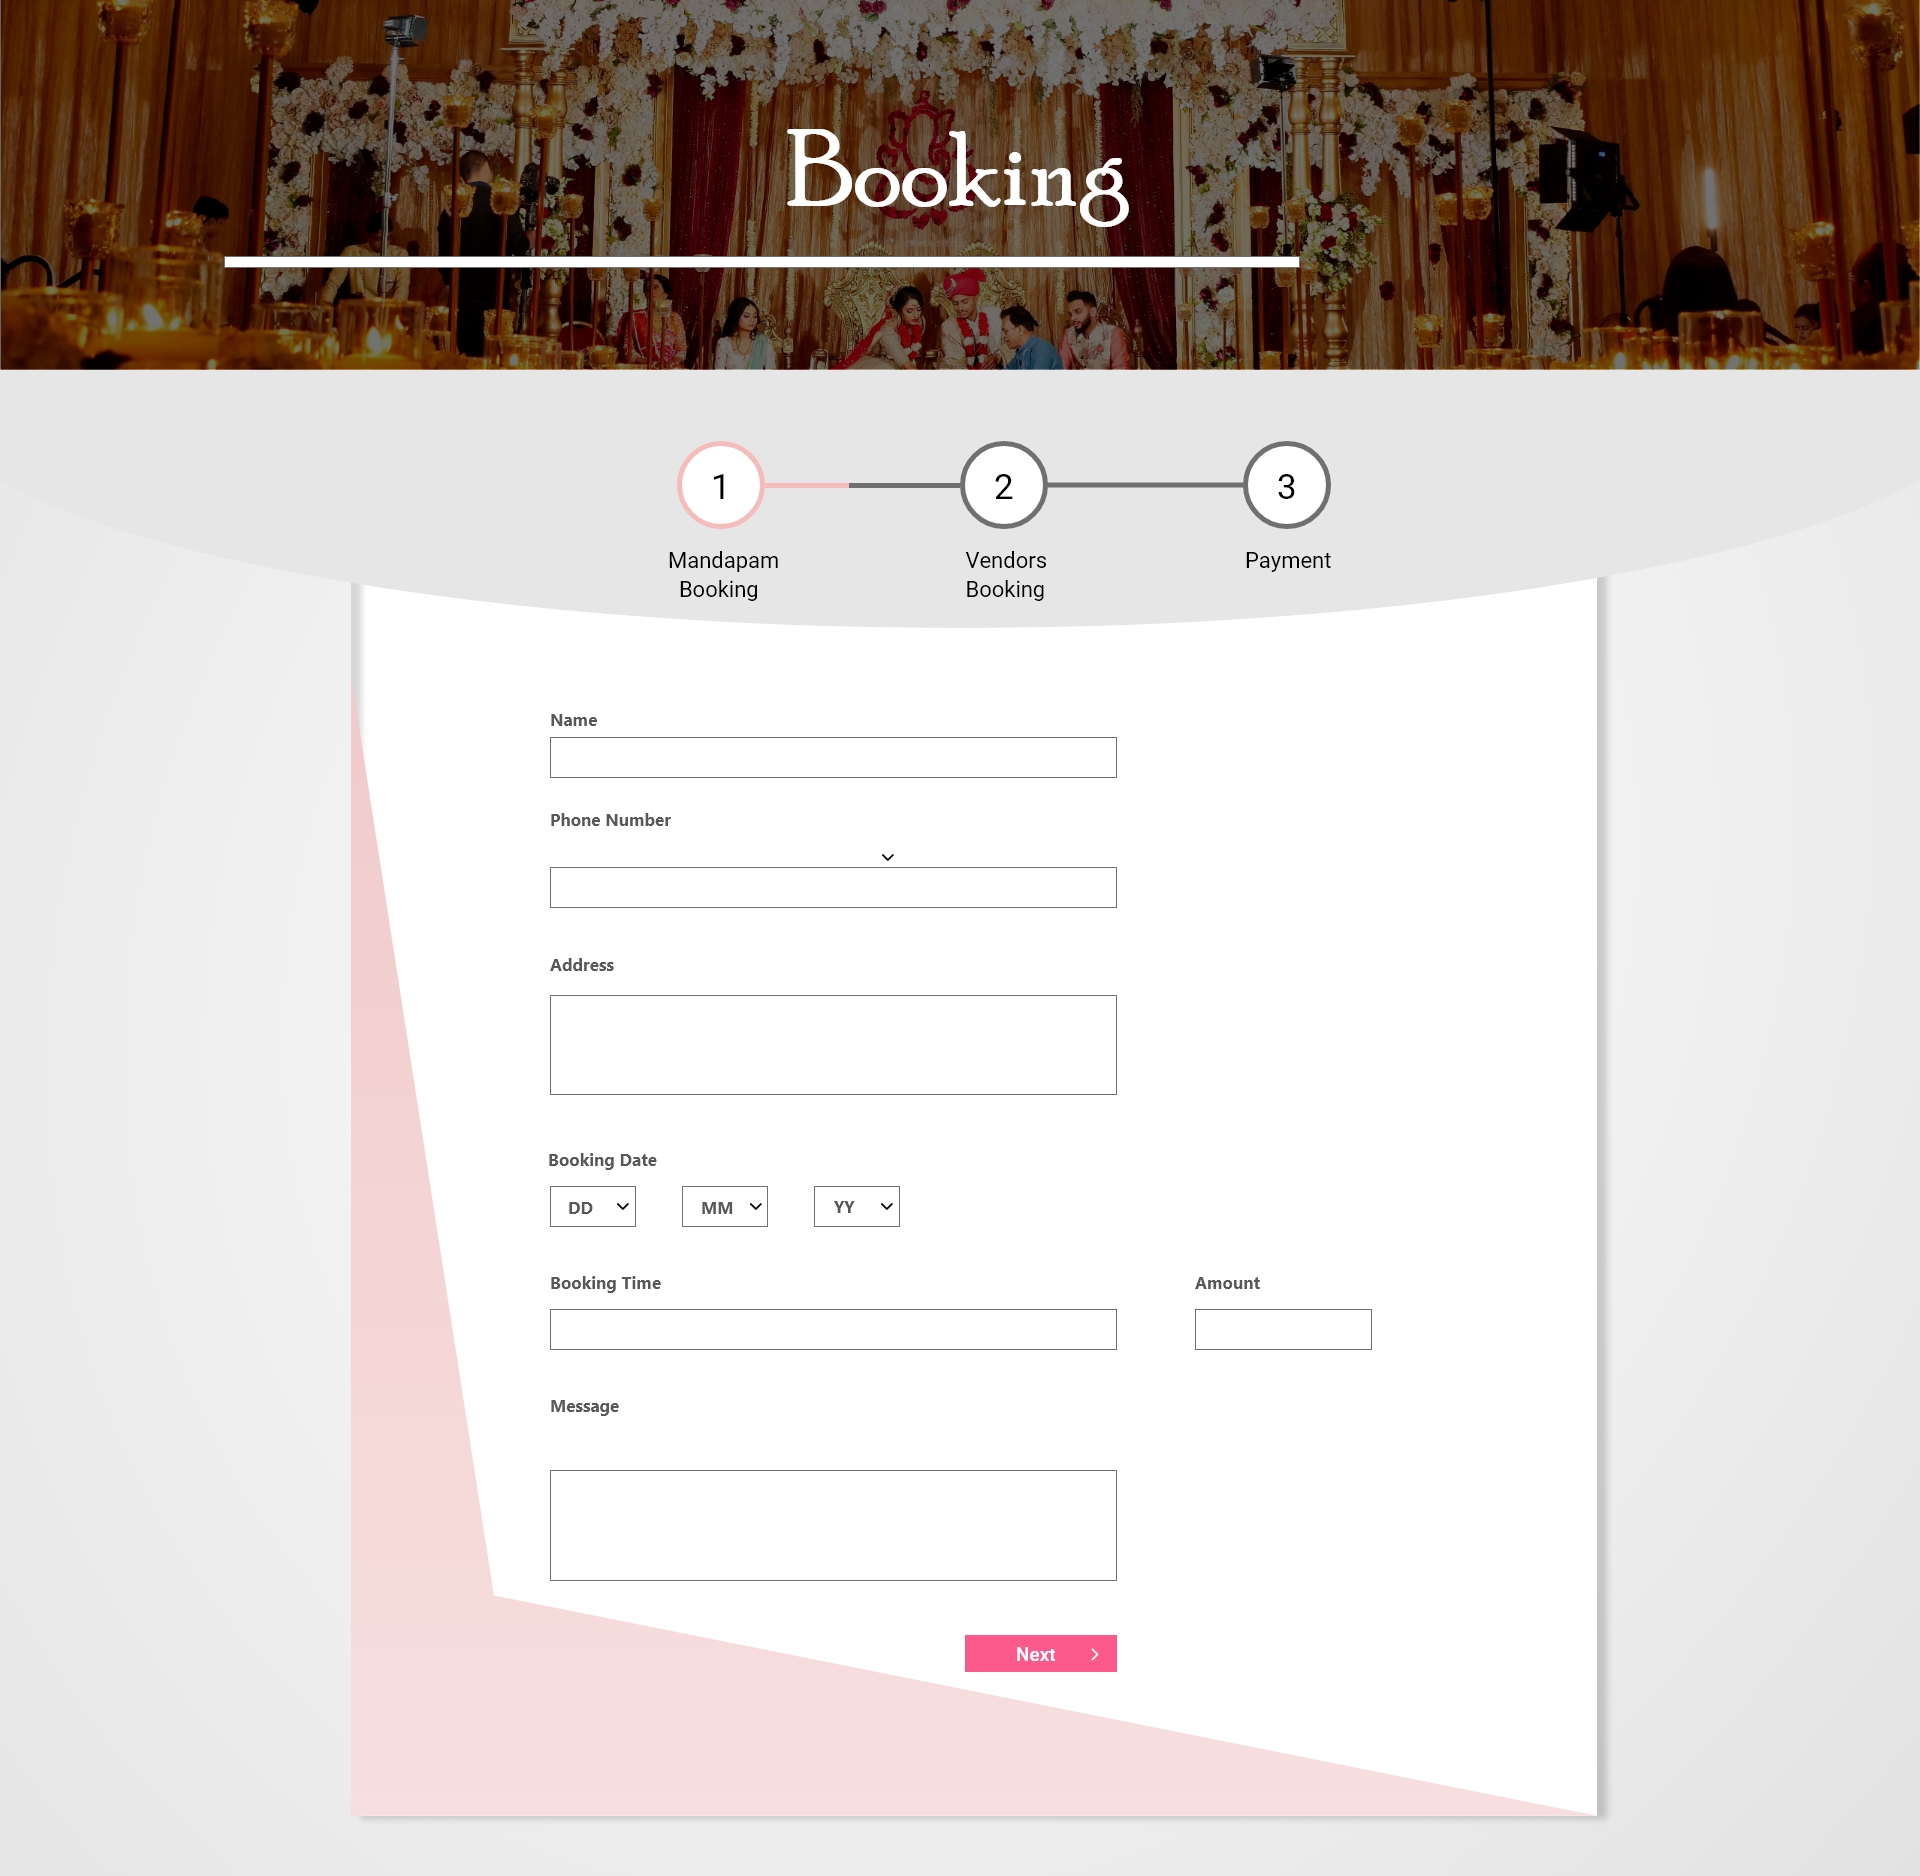 Booking
1
2
3
Mandapam
Booking
Vendors
Booking
Payment
Name
Phone Number
Address
Booking Date
DD
MM
YY
Booking Time
Amount
Message
Next